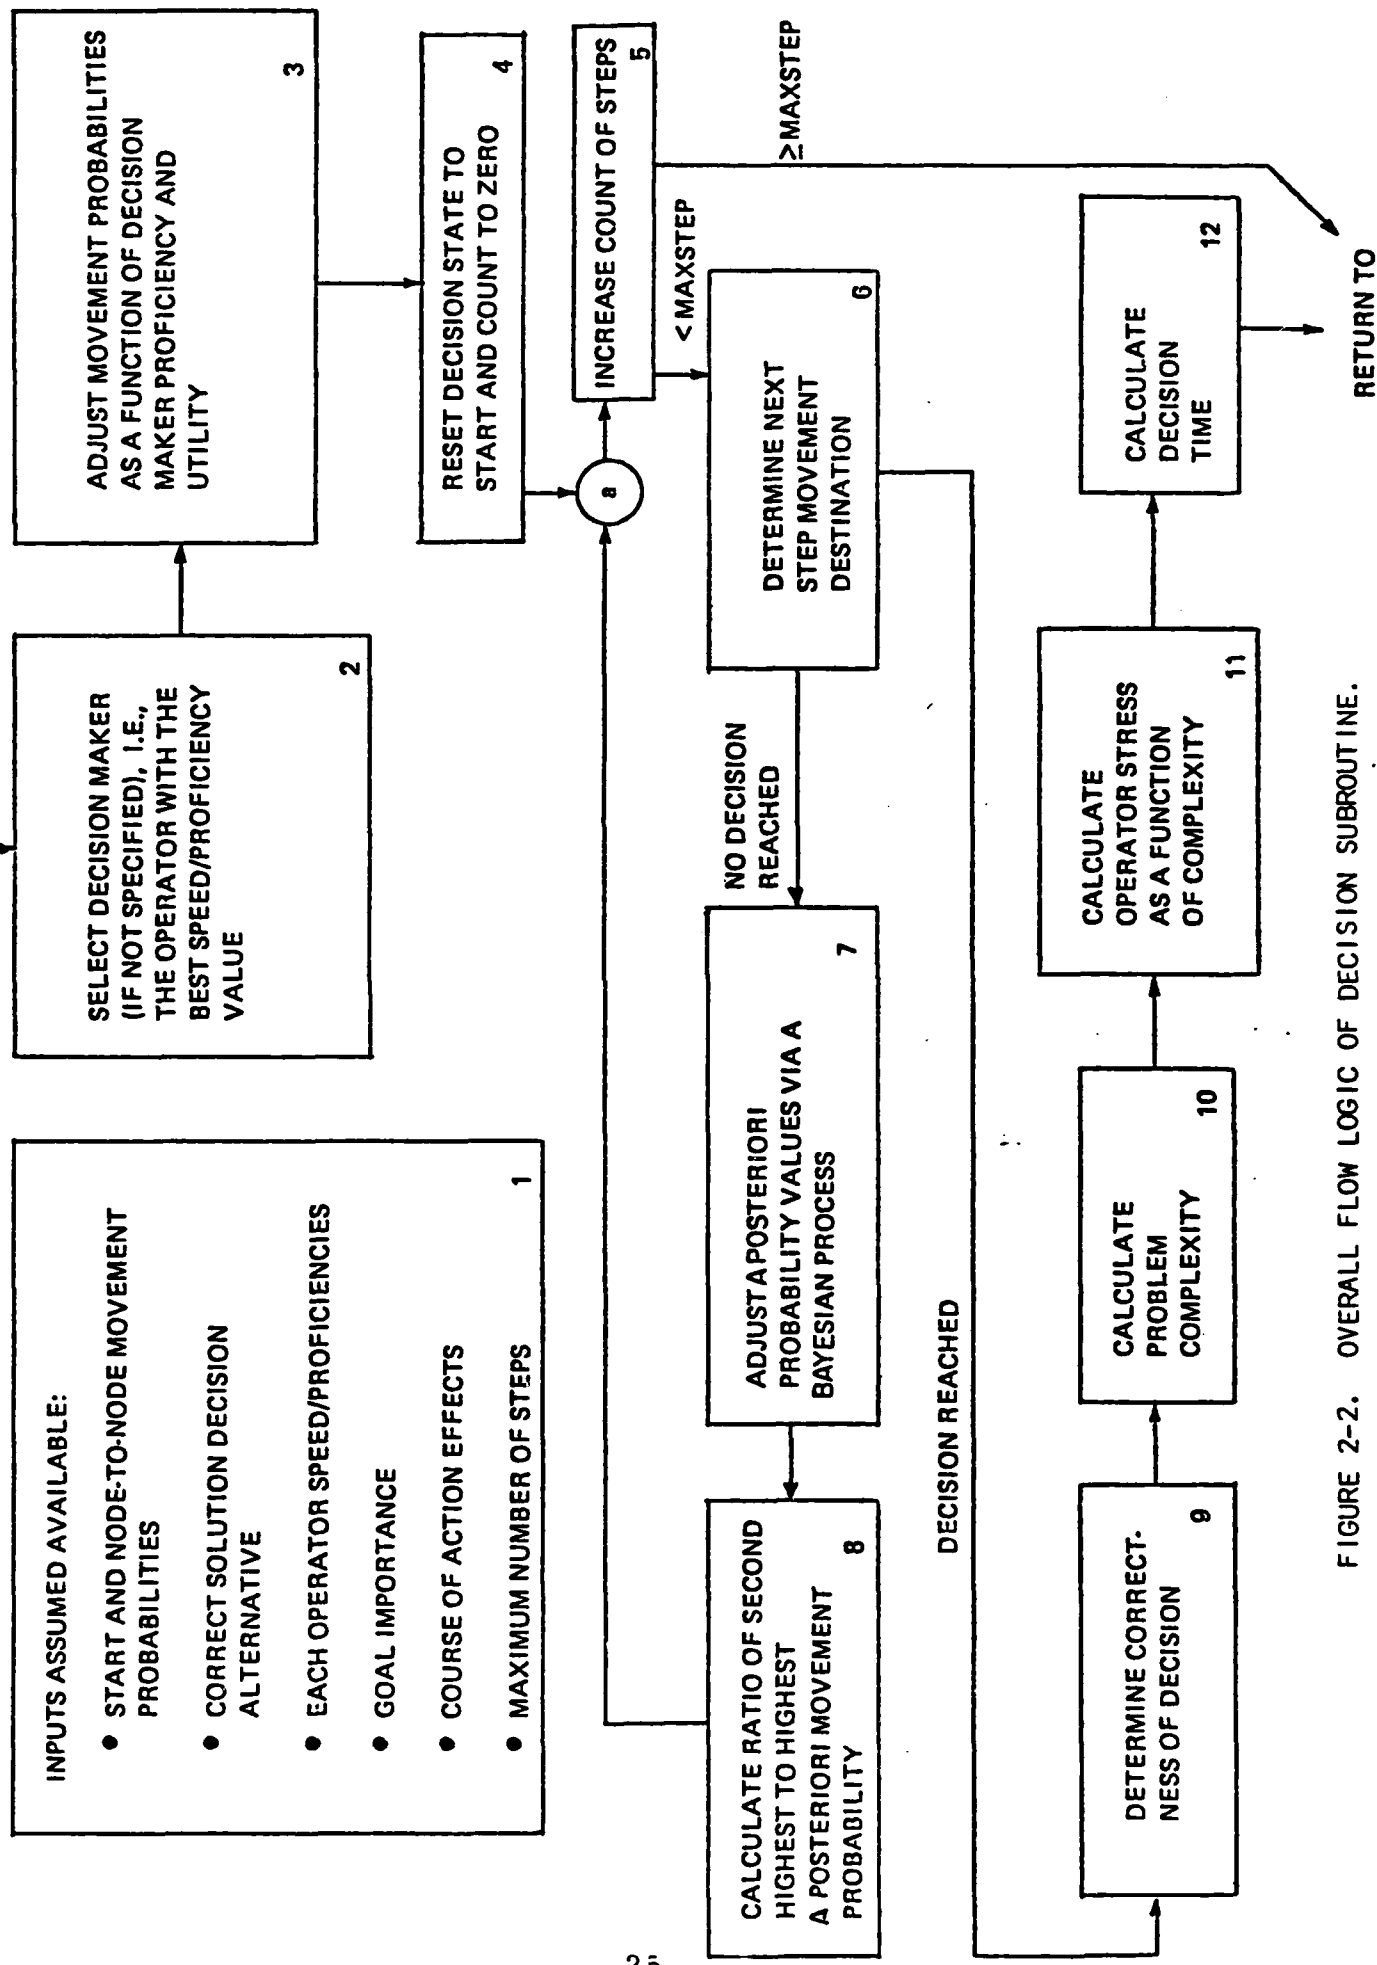 INPUTS ASSUMED AVAILABLE:
● START AND NODE-TO-NODE MOVEMENT
PROBABILITIES
● CORRECT SOLUTION DECISION
ALTERNATIVE
● EACH OPERATOR SPEED/PROFICIENCIES
● GOAL IMPORTANCE
● COURSE OF ACTION EFFECTS
● MAXIMUM NUMBER OF STEPS
1
SELECT DECISION MAKER
(IF NOT SPECIFIED), I.E.,
THE OPERATOR WITH THE
BEST SPEED/PROFICIENCY
VALUE
2
ADJUST MOVEMENT PROBABILITIES
AS A FUNCTION OF DECISION
MAKER PROFICIENCY AND
UTILITY
3
RESET DECISION STATE TO
START AND COUNT TO ZERO
4
a
INCREASE COUNT OF STEPS
5
<MAXSTEP
≥MAXSTEP
DETERMINE NEXT
STEP MOVEMENT
DESTINATION
6
NO DECISION
REACHED
ADJUST A POSTERIORI
PROBABILITY VALUES VIA A
BAYESIAN PROCESS
7
CALCULATE RATIO OF SECOND
HIGHEST TO HIGHEST
A POSTERIORI MOVEMENT
PROBABILITY
8
DECISION REACHED
DETERMINE CORRECT-
NESS OF DECISION
9
CALCULATE
PROBLEM
COMPLEXITY
10
CALCULATE
OPERATOR STRESS
AS A FUNCTION
OF COMPLEXITY
11
CALCULATE
DECISION
TIME
12
RETURN TO
FIGURE 2-2. OVERALL FLOW LOGIC OF DECISION SUBROUTINE.